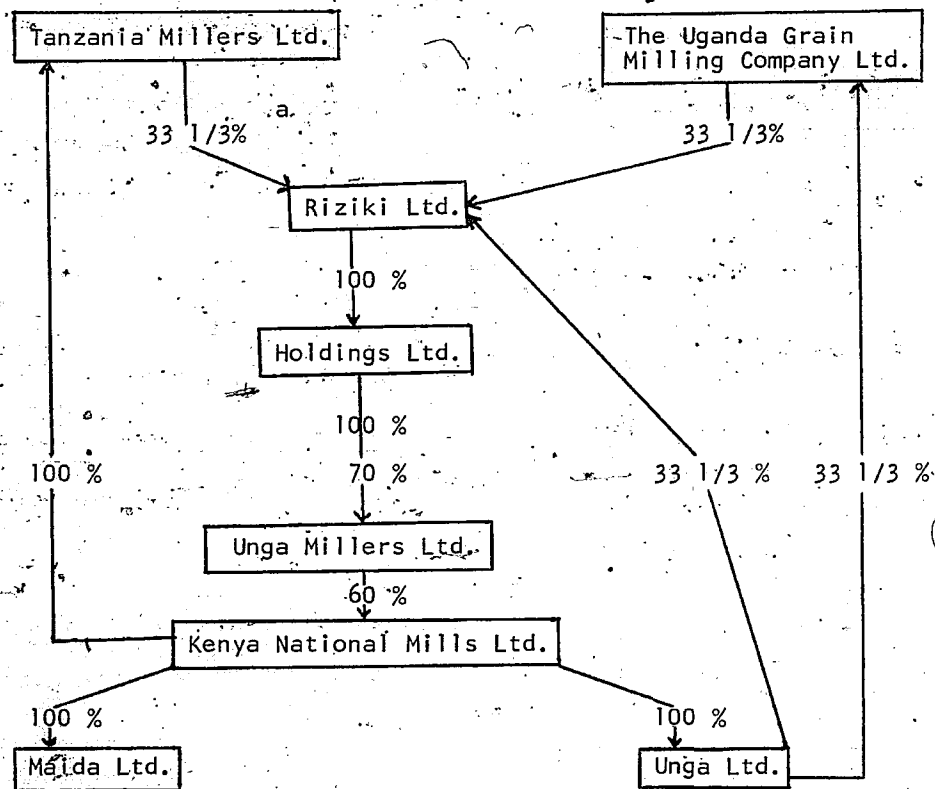 Tanzania Millers Ltd.
The Uganda Grain
Milling Company Ltd.
a
33 1/3%
33 1/3%
Riziki Ltd.
100 %
Holdings Ltd.
100 %
100 %
70 %
33 1/3 %
33 1/3 %
Unga Millers Ltd.
60 %
Kenya National Mills Ltd.
100 %
100 %
Maida Ltd.
Unga Ltd.